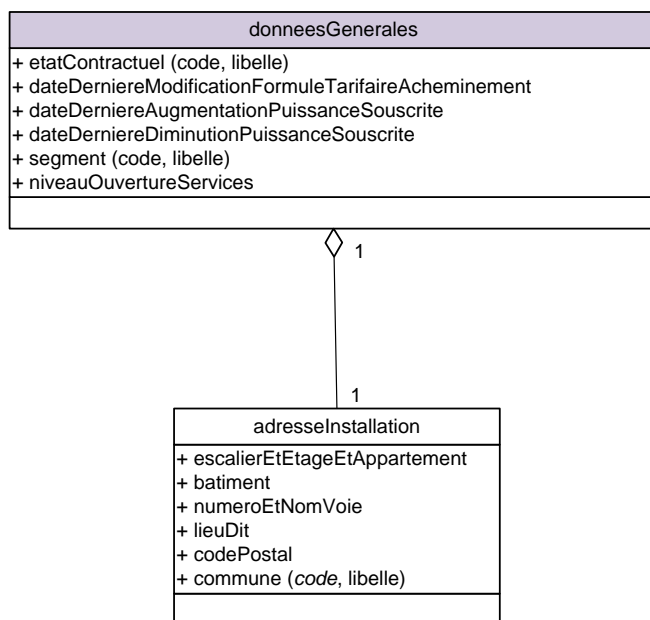 donneesGenerales
+ etatContractuel (code, libelle)
+ dateDerniereModificationFormuleTarifaireAcheminement
+ dateDerniereAugmentationPuissanceSouscrite
+ dateDerniereDiminutionPuissanceSouscrite
+ segment (code, libelle)
+ niveauOuvertureServices
1
1
adresseInstallation
+ escalierEtEtageEtAppartement
+ batiment
+ numeroEtNomVoie
+ lieuDit
+ codePostal
+ commune (code, libelle)